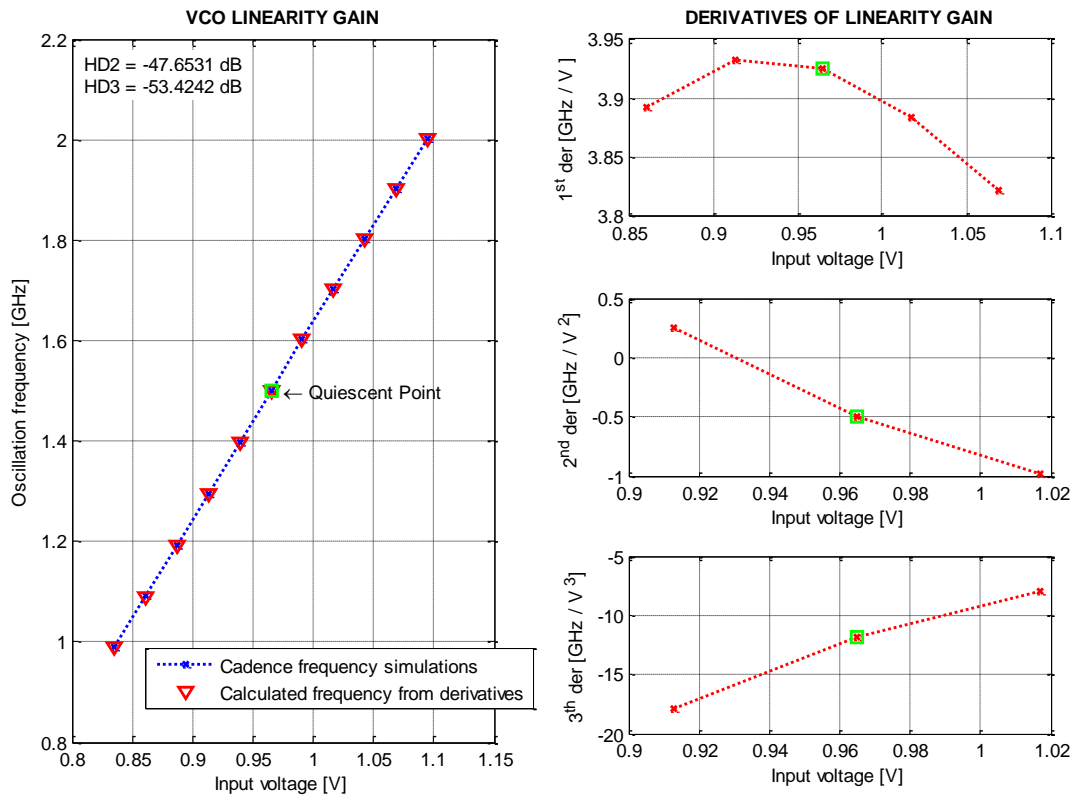 VCO LINEARITY GAIN
HD2 = -47.6531 dB
HD3 = -53.4242 dB
← Quiescent Point
Cadence frequency simulations
Calculated frequency from derivatives
Oscillation frequency [GHz]
2.2
2
1.8
1.6
1.4
1.2
1
0.8
0.8 0.85 0.9 0.95 1 1.05 1.1 1.15
Input voltage [V]
DERIVATIVES OF LINEARITY GAIN
1st der [GHz / V]
3.95
3.9
3.85
3.8
0.85 0.9 0.95 1 1.05 1.1
Input voltage [V]
2nd der [GHz / V2]
0.5
0
-0.5
-1
0.9 0.92 0.94 0.96 0.98 1 1.02
Input voltage [V]
3th der [GHz / V3]
-5
-10
-15
-20
0.9 0.92 0.94 0.96 0.98 1 1.02
Input voltage [V]